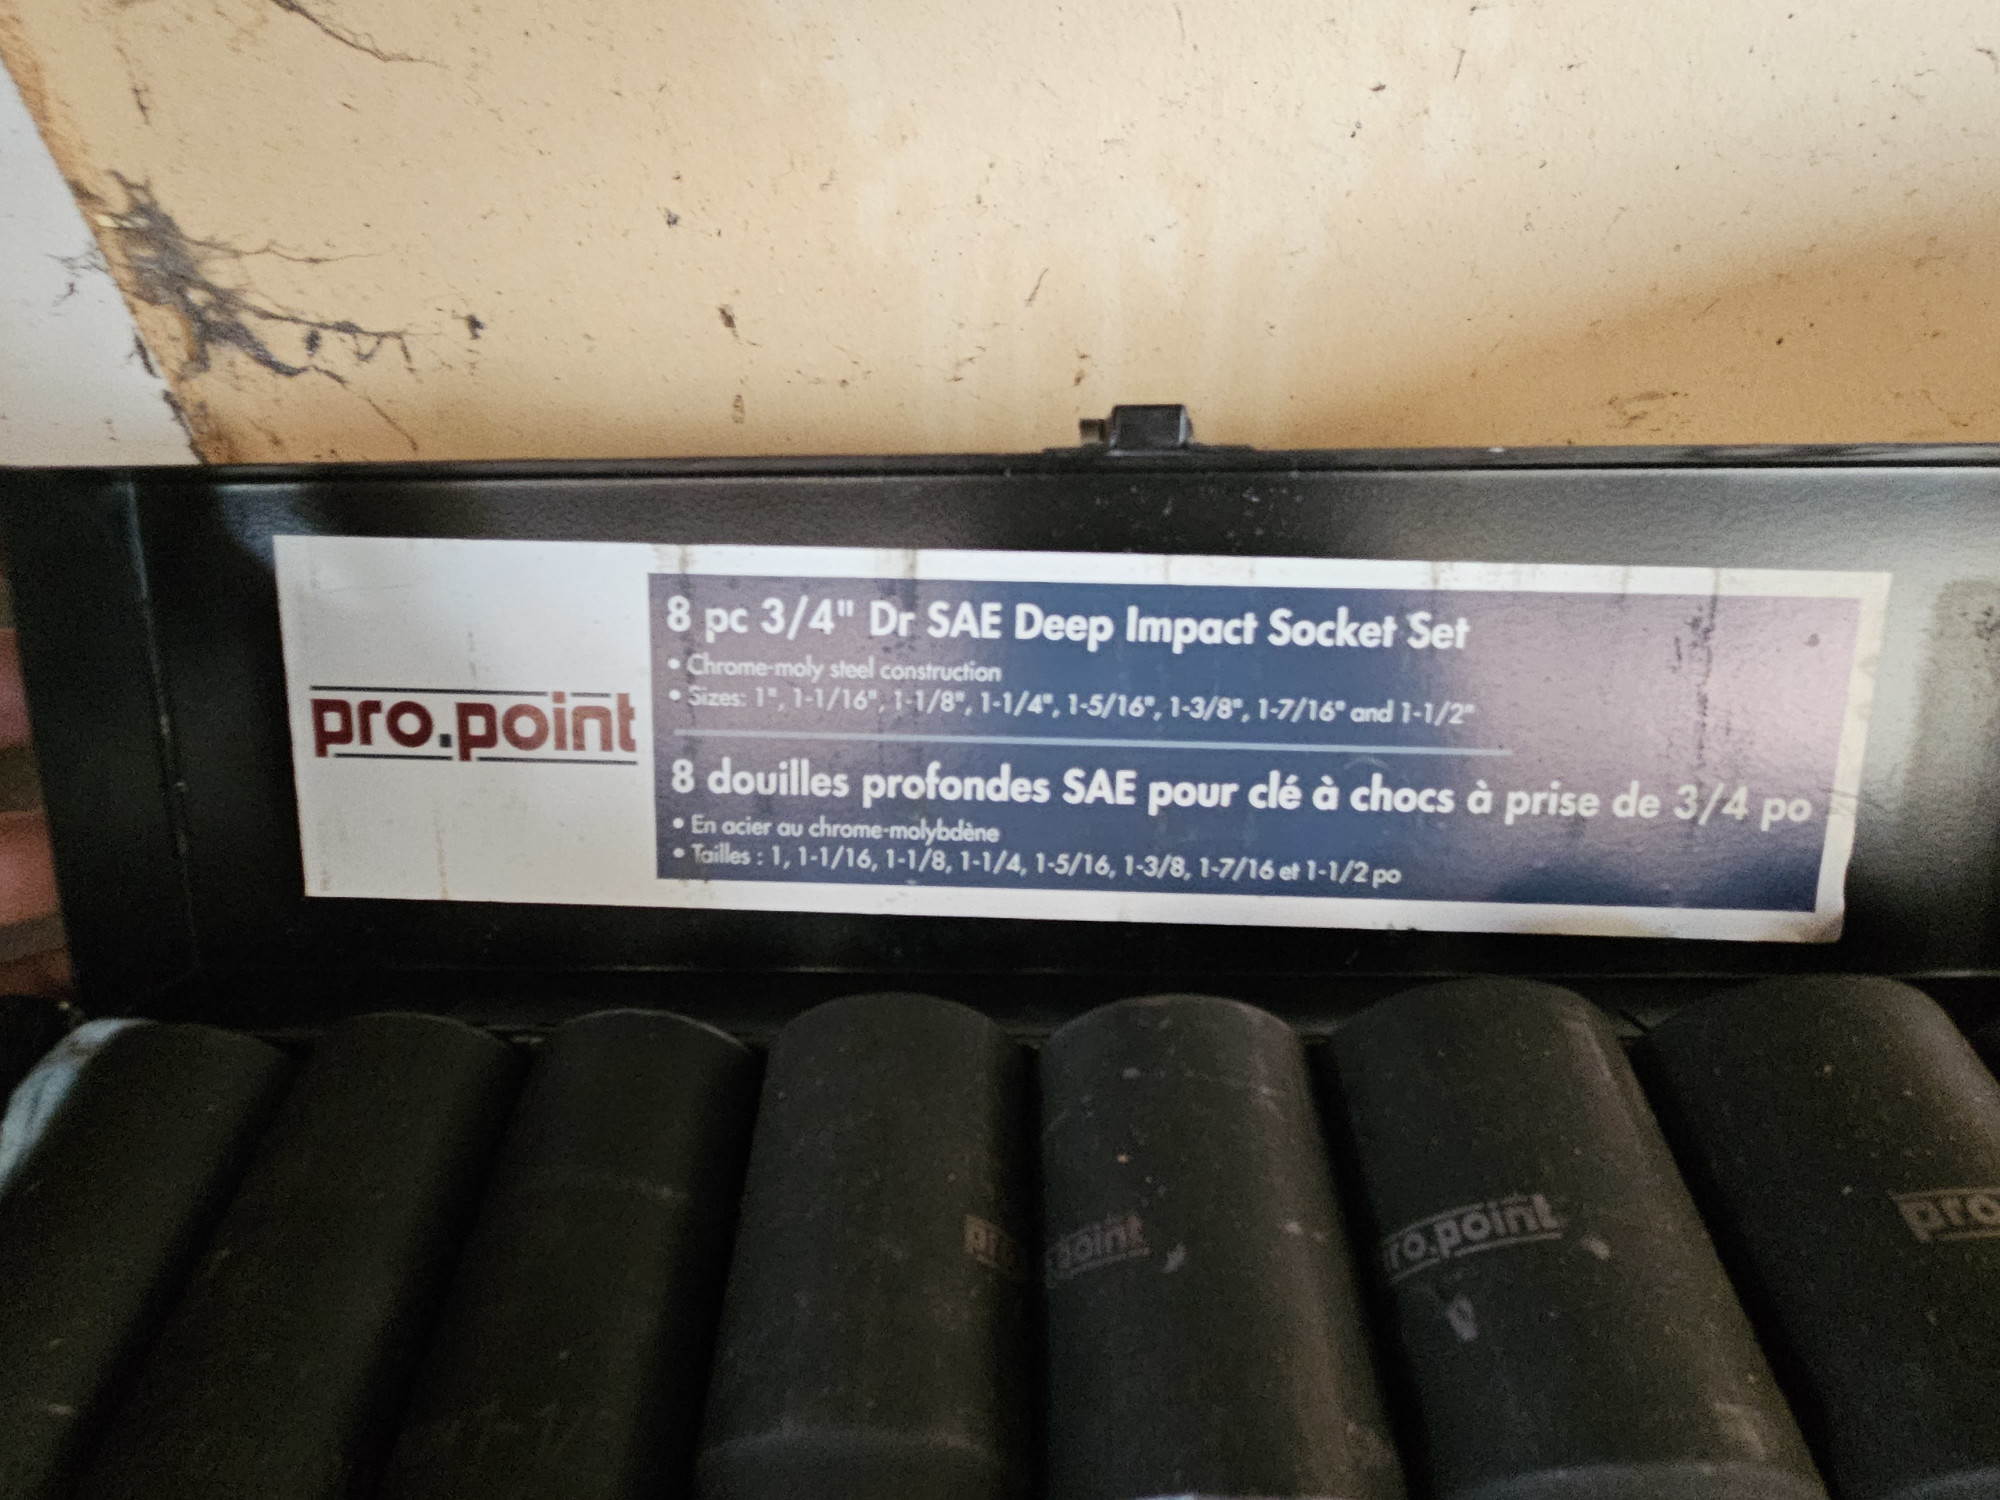 pro.point
8 pc 3/4" Dr SAE Deep Impact Socket Set
• Chrome-moly steel construction
• Sizes: 1", 1-1/16", 1-1/8", 1-1/4", 1-5/16", 1-3/8", 1-7/16" and 1-1/2"
8 douilles profondes SAE pour clé à chocs à prise de 3/4 po
• En acier au chrome-molybdène
• Tailles : 1, 1-1/16, 1-1/8, 1-1/4, 1-5/16, 1-3/8, 1-7/16 et 1-1/2 po
pro
point
ro.point
pro